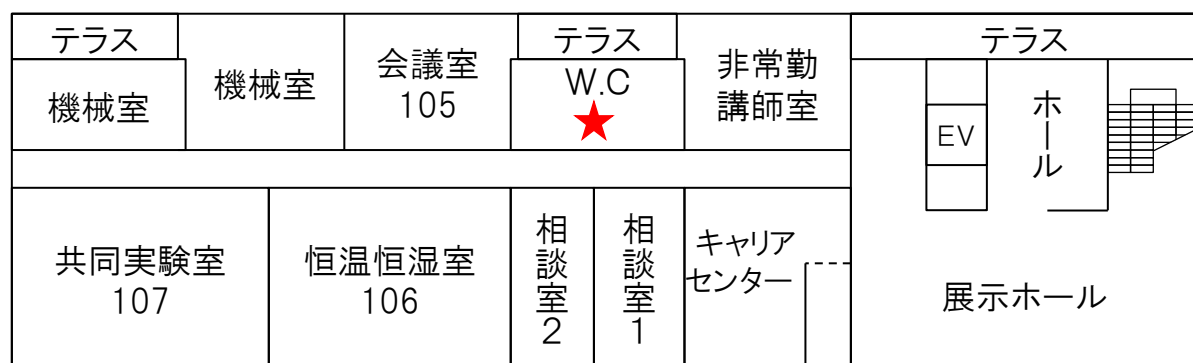 テラス
機械室
機械室
会議室
105
テラス
W.C
非常勤
講師室
テラス
EV
ホール
共同実験室
107
恒温恒湿室
106
相談室2
相談室1
キャリア
センター
展示ホール